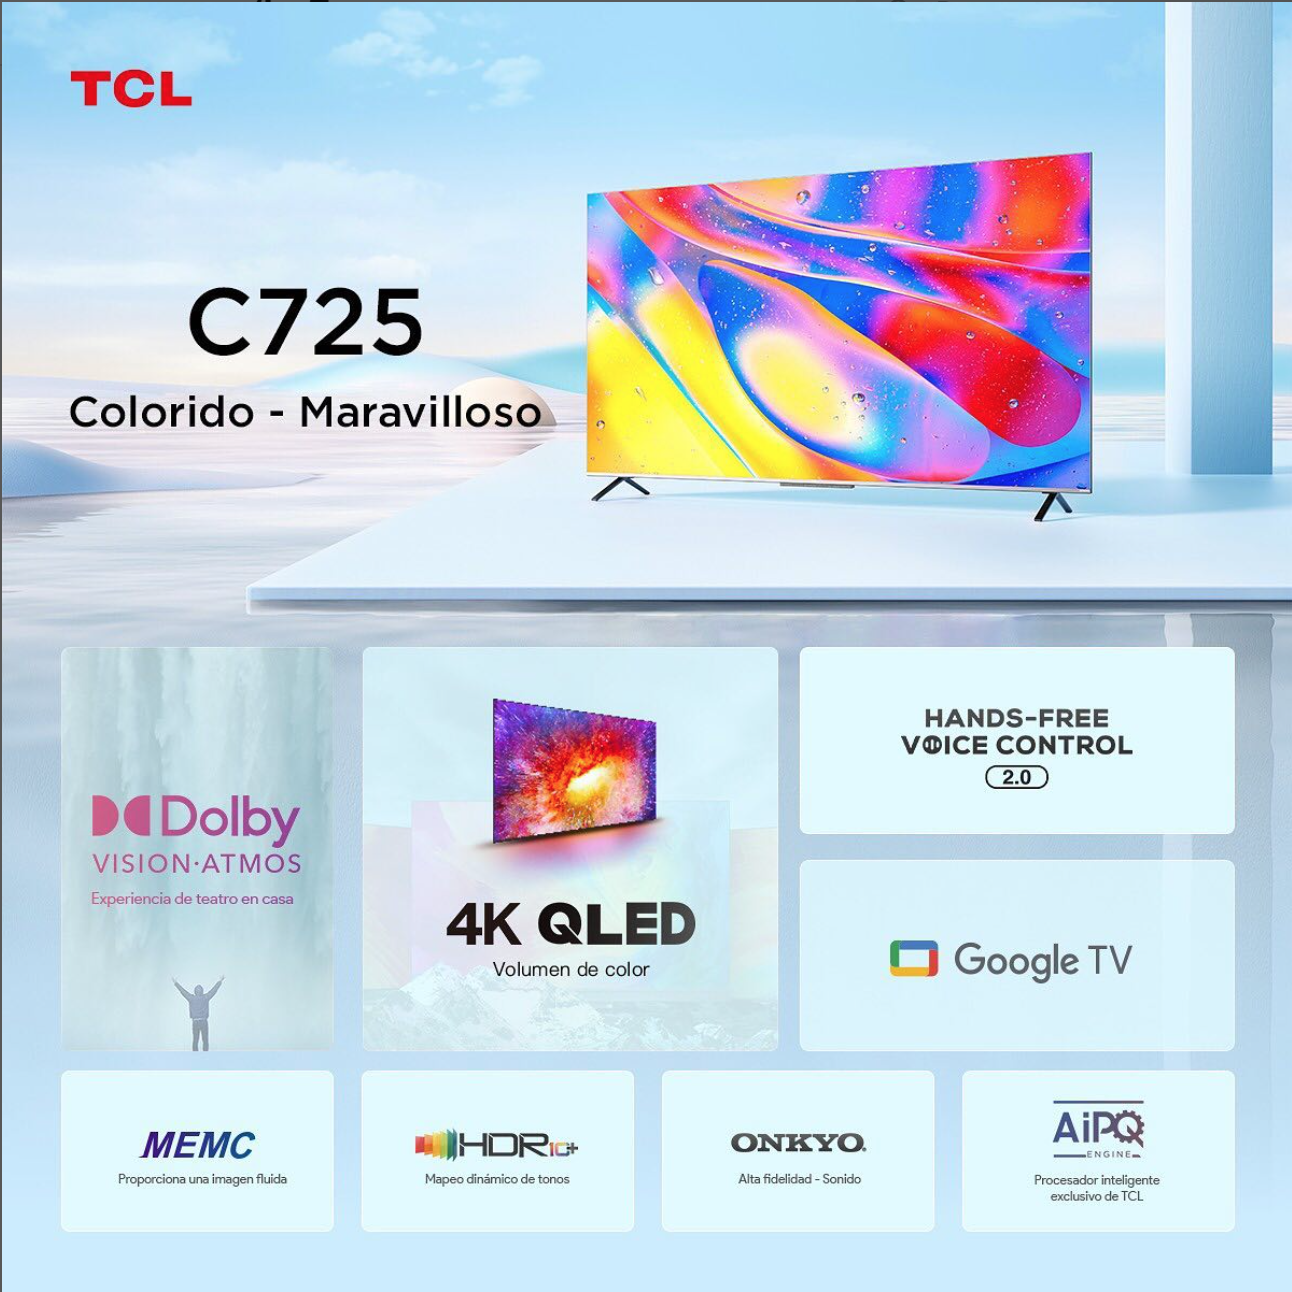 TCL
C725
Colorido - Maravilloso
Dolby
VISION·ATMOS
Experiencia de teatro en casa
4K QLED
Volumen de color
HANDS-FREE
VOICE CONTROL
2.0
Google TV
MEMC
Proporciona una imagen fluida
HDR10+
Mapeo dinámico de tonos
ONKYO
Alta fidelidad - Sonido
AiPQ
ENGINE
Procesador inteligente
exclusivo de TCL